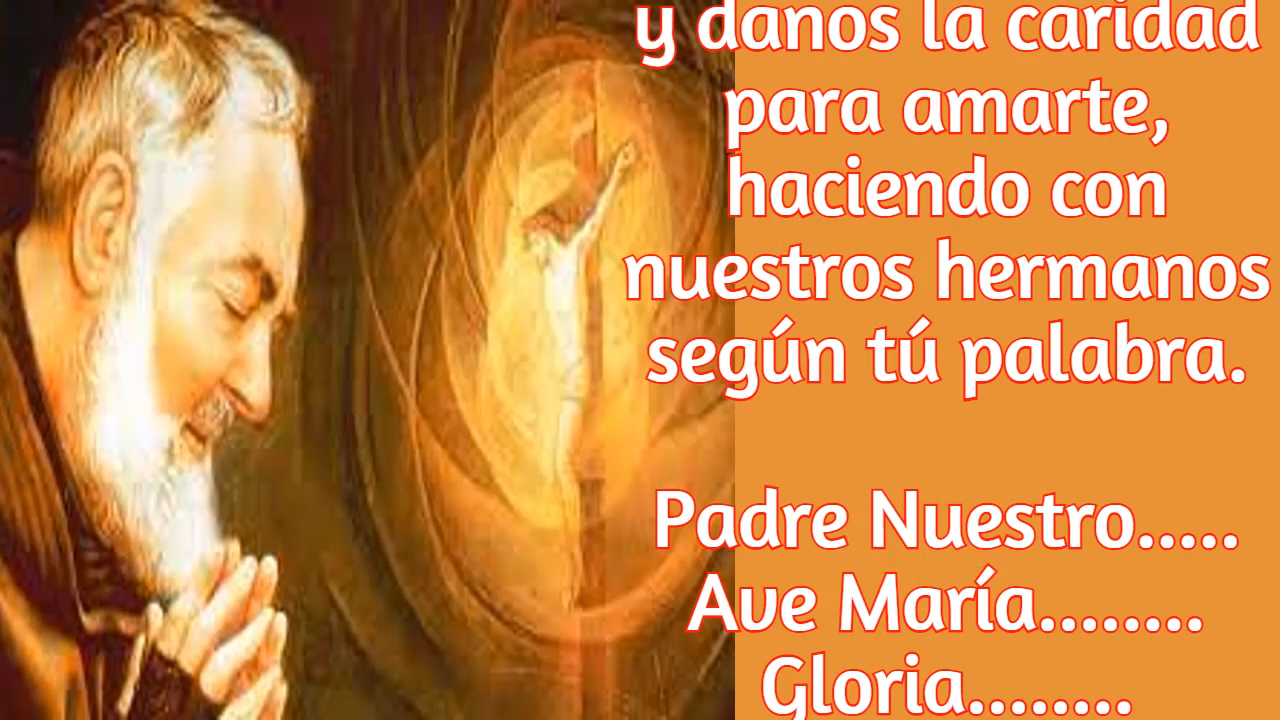 y danos la caridad
para amarte,
haciendo con
nuestros hermanos
según tú palabra.
Padre Nuestro.....
Ave María........
Gloria........